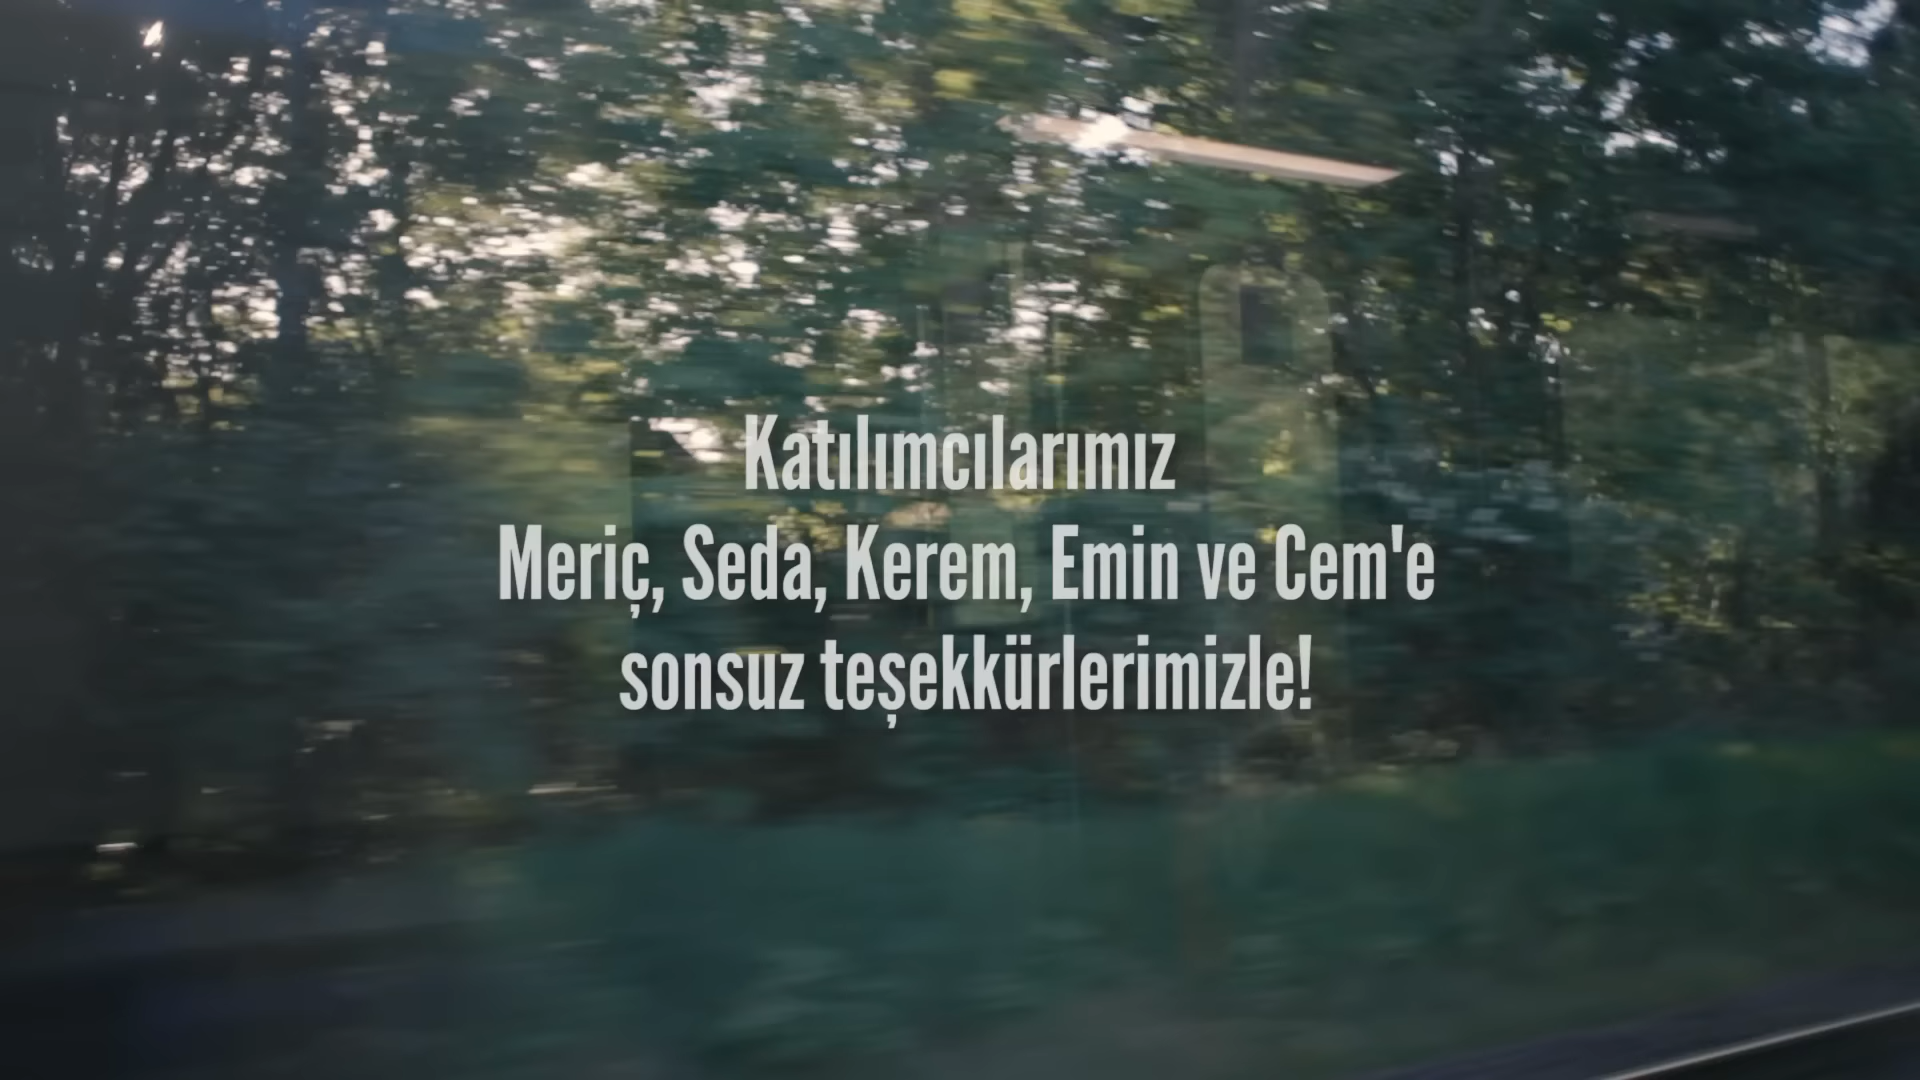 Katılımcılarımız
Meriç, Seda, Kerem, Emin ve Cem'e
sonsuz teşekkürlerimizle!